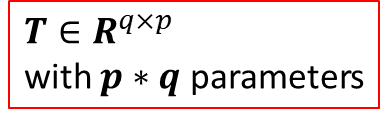 T ∈ R^{q×p}
with p ∗ q parameters